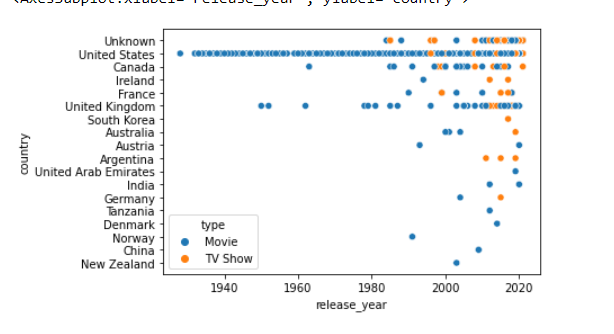 <AxesSubplot:xlabel='release_year', ylabel='country'>
Unknown
United States
Canada
Ireland
France
United Kingdom
South Korea
Australia
Austria
Argentina
United Arab Emirates
India
Germany
Tanzania
Denmark
Norway
China
New Zealand
country
type
Movie
TV Show
1940 1960 1980 2000 2020
release_year